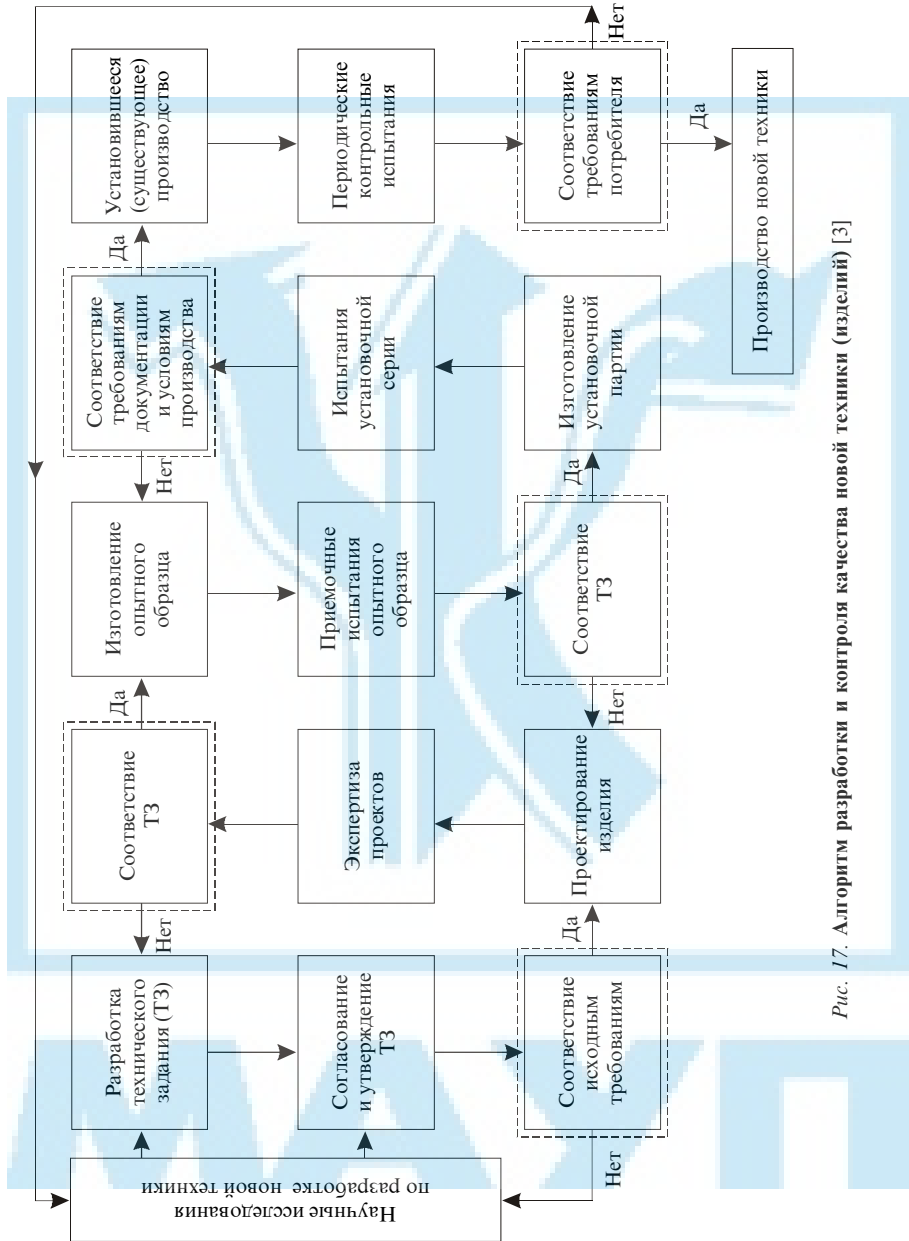 Научные исследования
по разработке новой техники
Разработка
технического
задания (ТЗ)
Согласование
и утверждение
ТЗ
Соответствие
исходным
требованиям
Нет
Да
Нет
Соответствие
ТЗ
Экспертиза
проектов
Проектирование
изделия
Да
Нет
Изготовление
опытного
образца
Приемочные
испытания
опытного
образца
Соответствие
ТЗ
Нет
Да
Соответствие
требованиям
документации
и условиям
производства
Испытания
установочной
серии
Изготовление
установочной
партии
Да
Установившееся
(существующее)
производство
Периодические
контрольные
испытания
Соответствие
требованиям
потребителя
Нет
Да
Производство новой техники
Рис. 17. Алгоритм разработки и контроля качества новой техники (изделий) [3]
МАУП